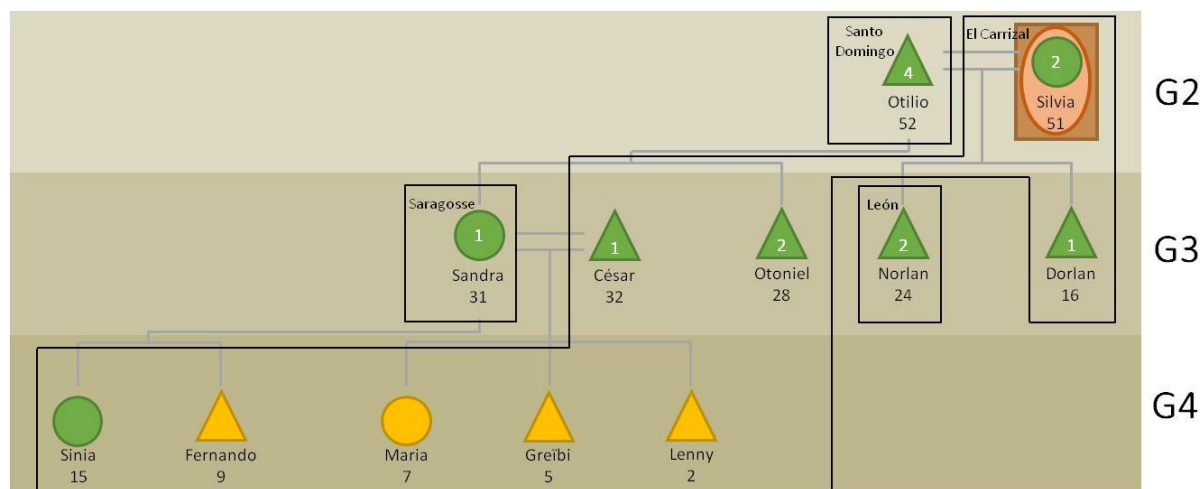 Santo
Domingo
4
Otilio
52
El Carrizal
2
Silvia
51
G2
Saragosse
1
Sandra
31
1
César
32
2
Otoniel
28
León
2
Norlan
24
1
Dorlan
16
G3
Sinia
15
Fernando
9
Maria
7
Greïbi
5
Lenny
2
G4